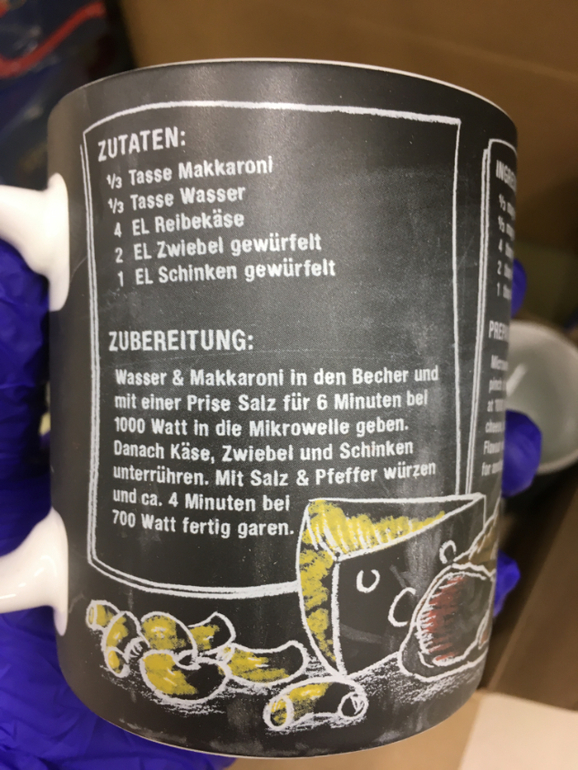 ZUTATEN:
⅓ Tasse Makkaroni
⅓ Tasse Wasser
4 EL Reibekäse
2 EL Zwiebel gewürfelt
1 EL Schinken gewürfelt
ZUBEREITUNG:
Wasser & Makkaroni in den Becher und
mit einer Prise Salz für 6 Minuten bei
1000 Watt in die Mikrowelle geben.
Danach Käse, Zwiebel und Schinken
unterrühren. Mit Salz & Pfeffer würzen
und ca. 4 Minuten bei
700 Watt fertig garen.